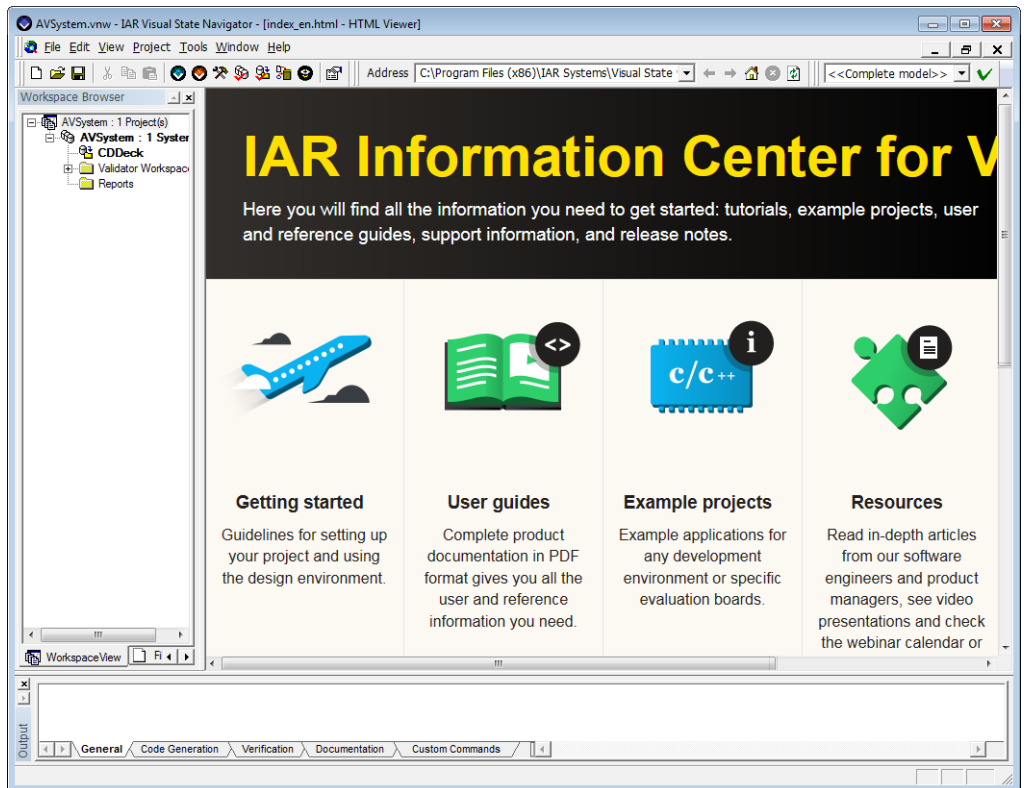 AVSystem.vnw - IAR Visual State Navigator - [index_en.html - HTML Viewer]
File Edit View Project Tools Window Help
Address C:\Program Files (x86)\IAR Systems\Visual State <<Complete model>>
Workspace Browser
AVSystem : 1 Project(s)
AVSystem : 1 System
CDDeck
Validator Workspac
Reports
WorkspaceView Fi
IAR Information Center for V
Here you will find all the information you need to get started: tutorials, example projects, user
and reference guides, support information, and release notes.
<>
i
c/c++
Getting started
Guidelines for setting up
your project and using
the design environment.
User guides
Complete product
documentation in PDF
format gives you all the
user and reference
information you need.
Example projects
Example applications for
any development
environment or specific
evaluation boards.
Resources
Read in-depth articles
from our software
engineers and product
managers, see video
presentations and check
the webinar calendar or
Output
General Code Generation Verification Documentation Custom Commands